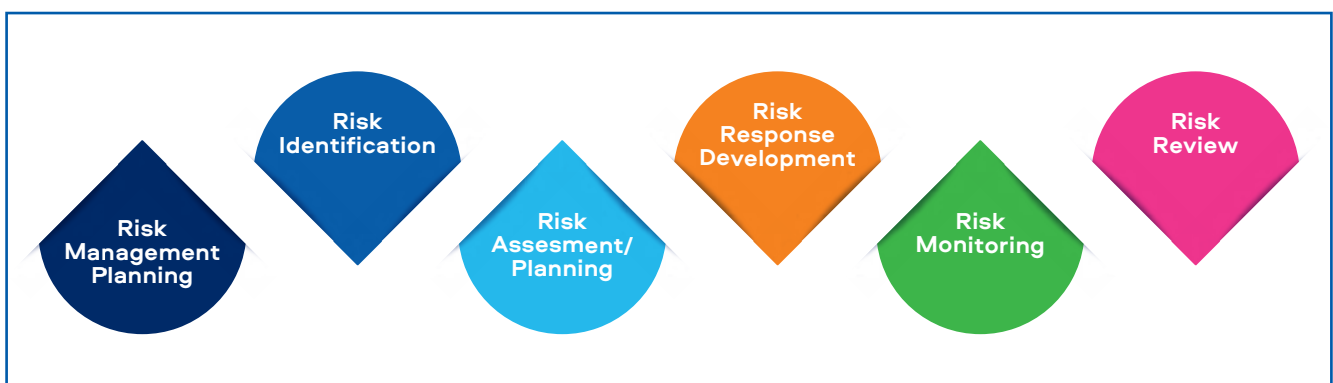 Risk
Management
Planning
Risk
Identification
Risk
Assesment/
Planning
Risk
Response
Development
Risk
Monitoring
Risk
Review